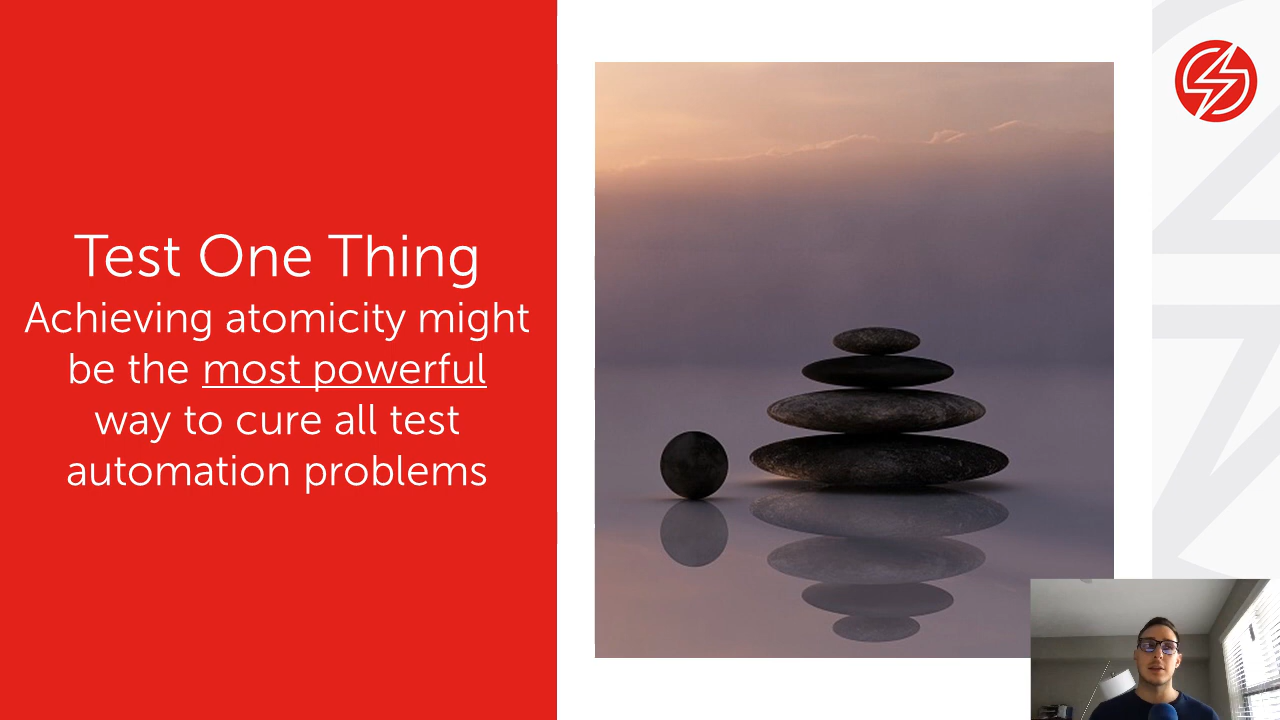 Test One Thing
Achieving atomicity might
be the most powerful
way to cure all test
automation problems